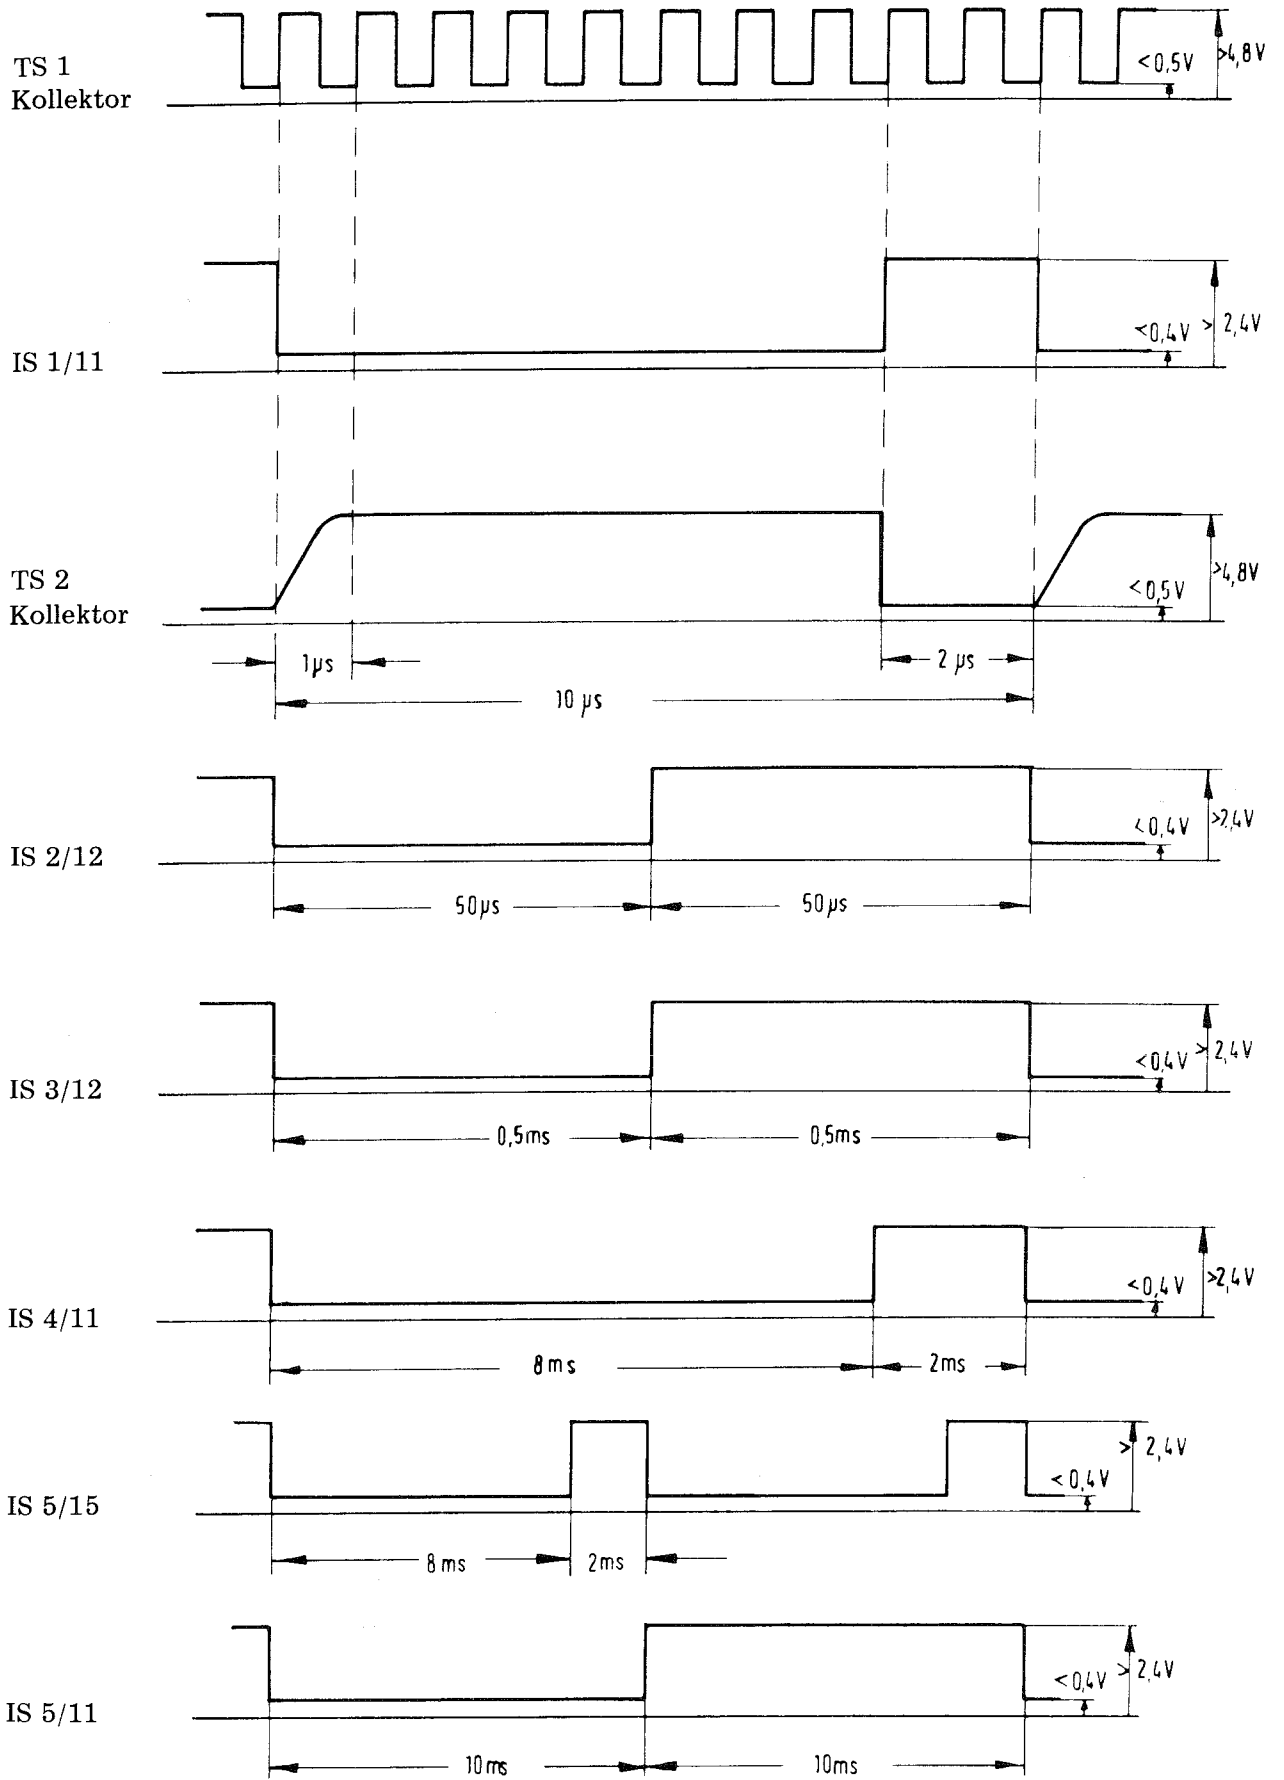 TS 1
Kollektor
<0,5V
>4,8V
IS 1/11
<0,4V
> 2,4V
TS 2
Kollektor
<0,5V
>4,8V
1µs
2 µs
10 µs
IS 2/12
<0,4V
>2,4V
50µs
50µs
IS 3/12
<0,4V
> 2,4V
0,5ms
0,5ms
IS 4/11
<0,4V
>2,4V
8ms
2ms
IS 5/15
<0,4V
> 2,4V
8ms
2ms
IS 5/11
<0,4V
> 2,4V
10ms
10ms